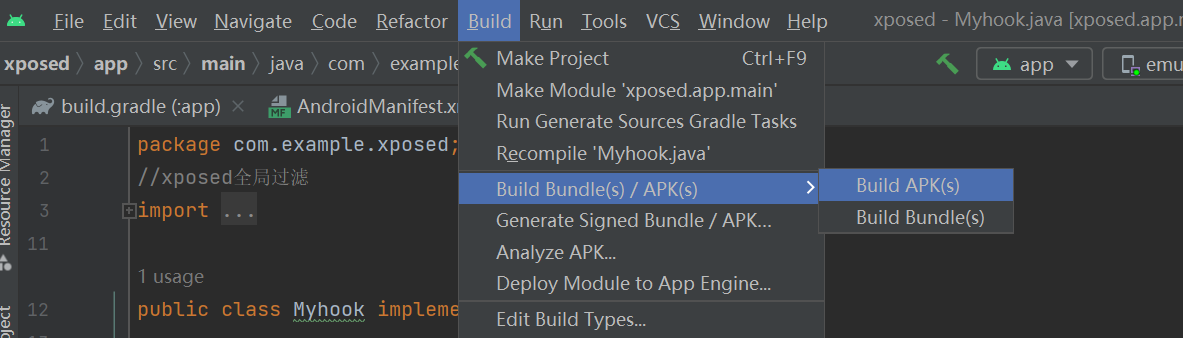 File Edit View Navigate Code Refactor Build Run Tools VCS Window Help xposed - Myhook.java [xposed.app.m
xposed app src main java com example app emu
build.gradle (:app) AndroidManifest.x
Resource Manager
1 package com.example.xposed;
2 //xposed全局过滤
3 import ...
11
1 usage
12 public class Myhook impleme
Make Project Ctrl+F9
Make Module 'xposed.app.main'
Run Generate Sources Gradle Tasks
Recompile 'Myhook.java'
Build Bundle(s) / APK(s)
Generate Signed Bundle / APK...
Analyze APK...
Deploy Module to App Engine...
Edit Build Types...
Build APK(s)
Build Bundle(s)